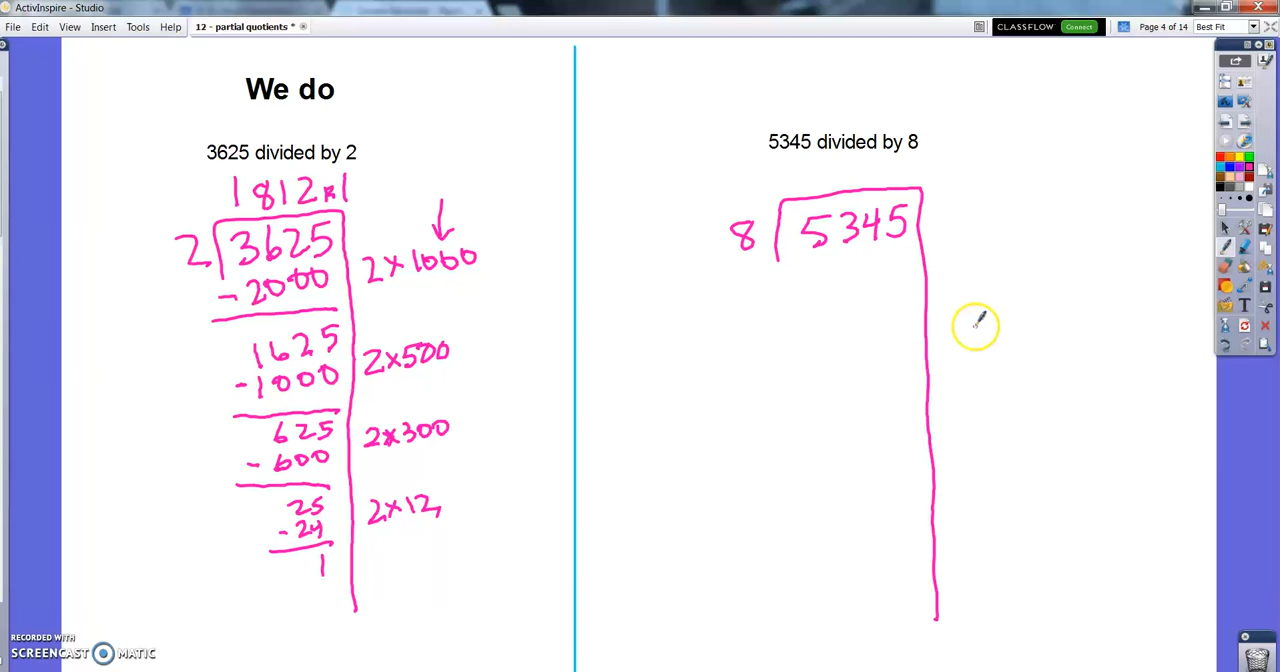 ActivInspire - Studio
File Edit View Insert Tools Help 12 - partial quotients * CLASSFLOW Connect Page 4 of 14 Best Fit
We do
3625 divided by 2
1812 R1
2 3625
-2000 2×1000
1625
-1000 2×500
625
-600 2×300
25
-24 2×12
1
5345 divided by 8
8 5345
T
RECORDED WITH
SCREENCAST MATIC